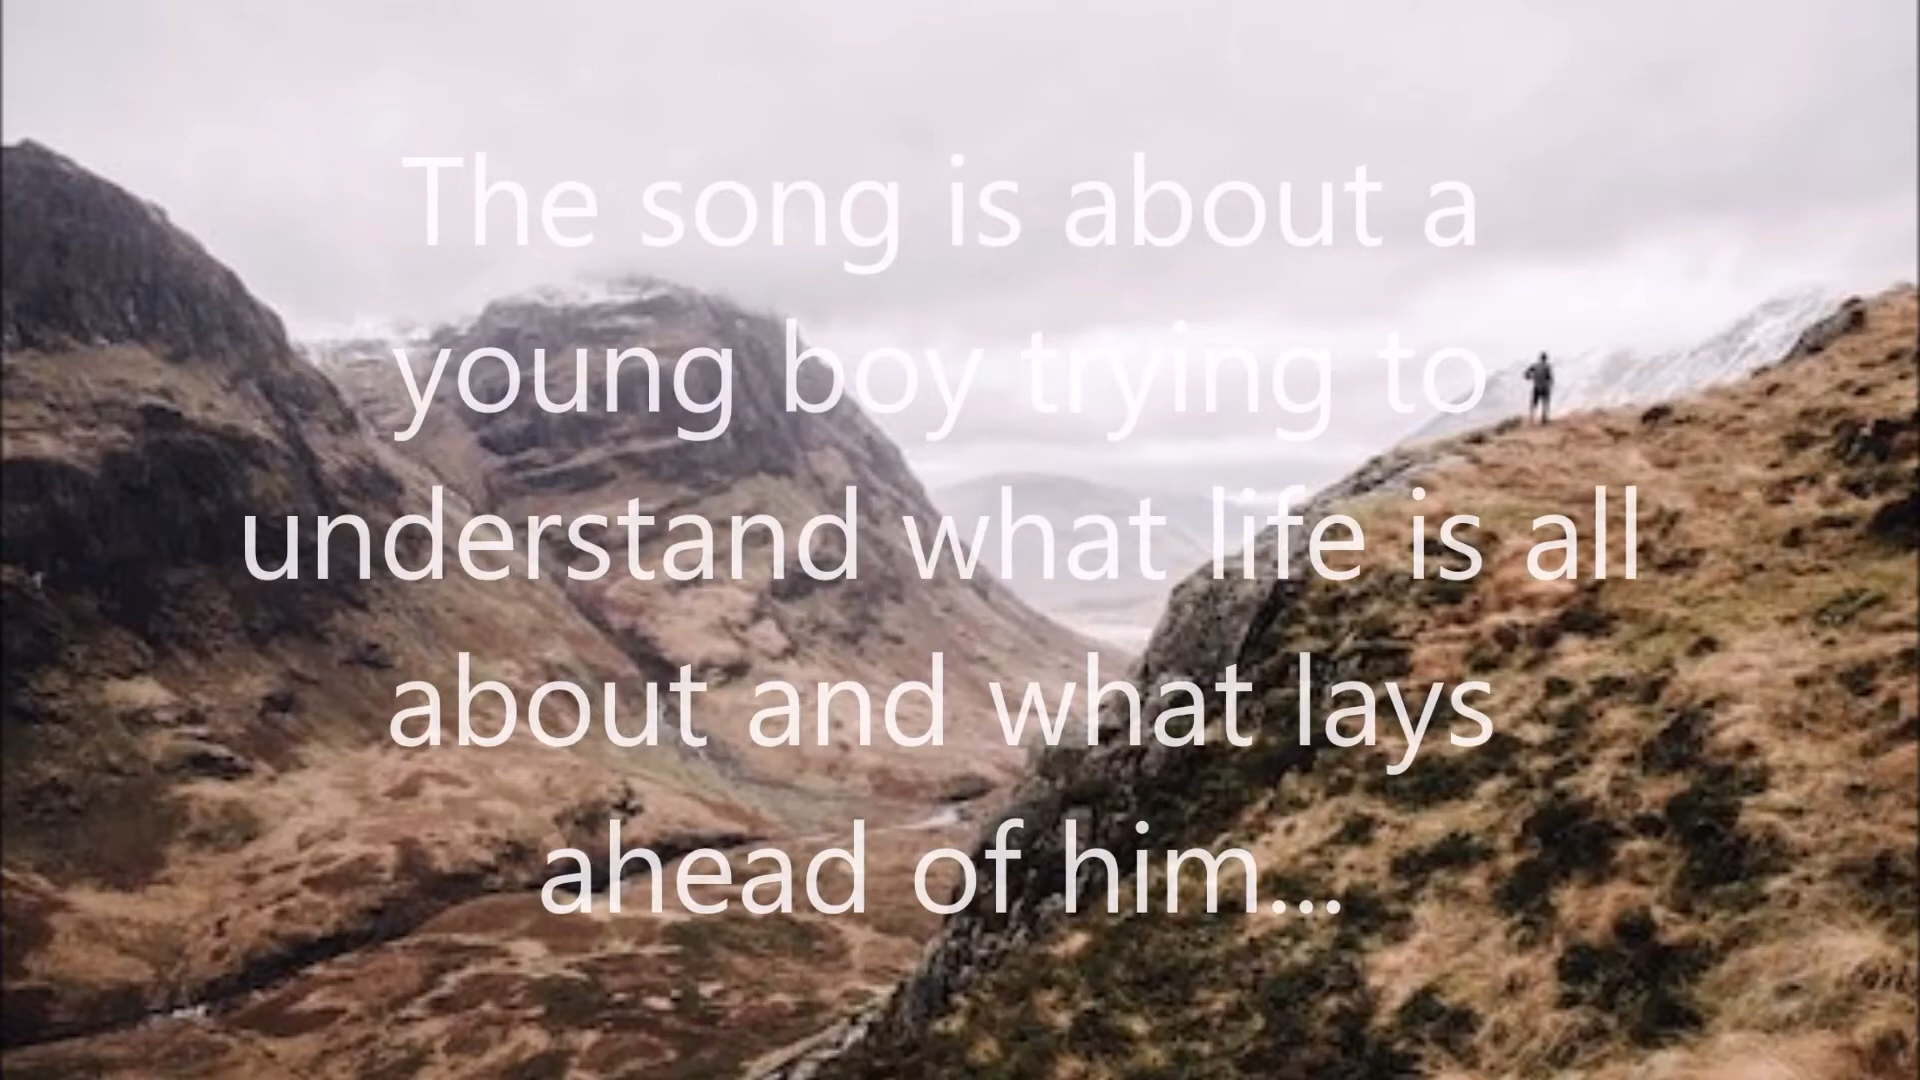 The song is about a
young boy trying to
understand what life is all
about and what lays
ahead of him...